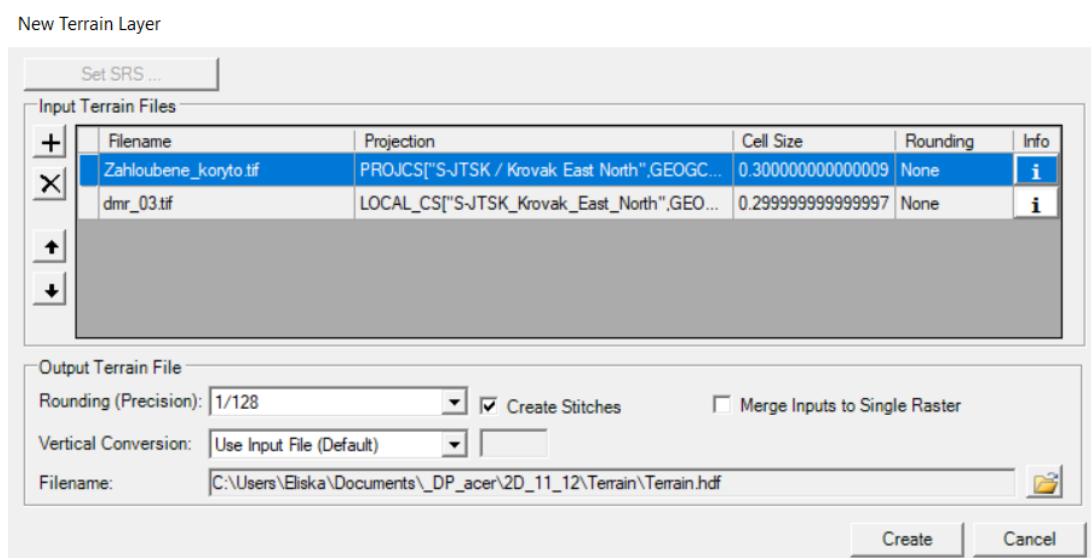 New Terrain Layer
Set SRS ...
Input Terrain Files
Filename Projection Cell Size Rounding Info
Zahloubene_koryto.tif PROJCS["S-JTSK / Krovak East North",GEOGC... 0.300000000000009 None i
dmr_03.tif LOCAL_CS["S-JTSK_Krovak_East_North",GEO... 0.299999999999997 None i
Output Terrain File
Rounding (Precision): 1/128 Create Stitches Merge Inputs to Single Raster
Vertical Conversion: Use Input File (Default)
Filename: C:\Users\Eliska\Documents\_DP_acer\2D_11_12\Terrain\Terrain.hdf
Create Cancel